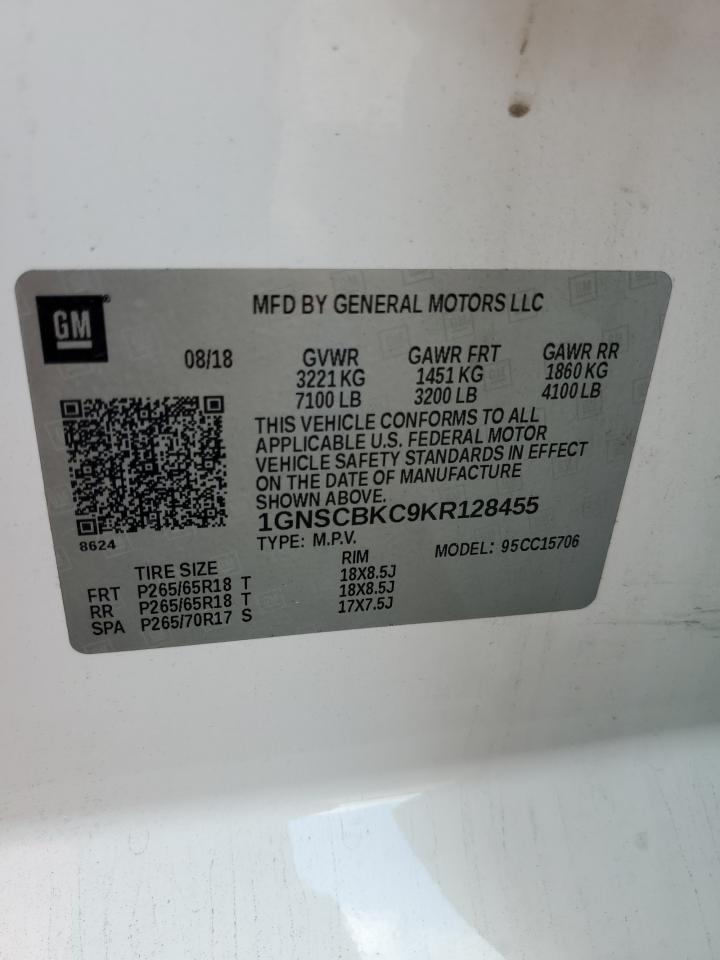 GM
MFD BY GENERAL MOTORS LLC
08/18 GVWR GAWR FRT GAWR RR
3221 KG 1451 KG 1860 KG
7100 LB 3200 LB 4100 LB
THIS VEHICLE CONFORMS TO ALL
APPLICABLE U.S. FEDERAL MOTOR
VEHICLE SAFETY STANDARDS IN EFFECT
ON THE DATE OF MANUFACTURE
SHOWN ABOVE.
1GNSCBKC9KR128455
8624
TYPE: M.P.V. MODEL: 95CC15706
TIRE SIZE RIM
FRT P265/65R18 T 18X8.5J
RR P265/65R18 T 18X8.5J
SPA P265/70R17 S 17X7.5J